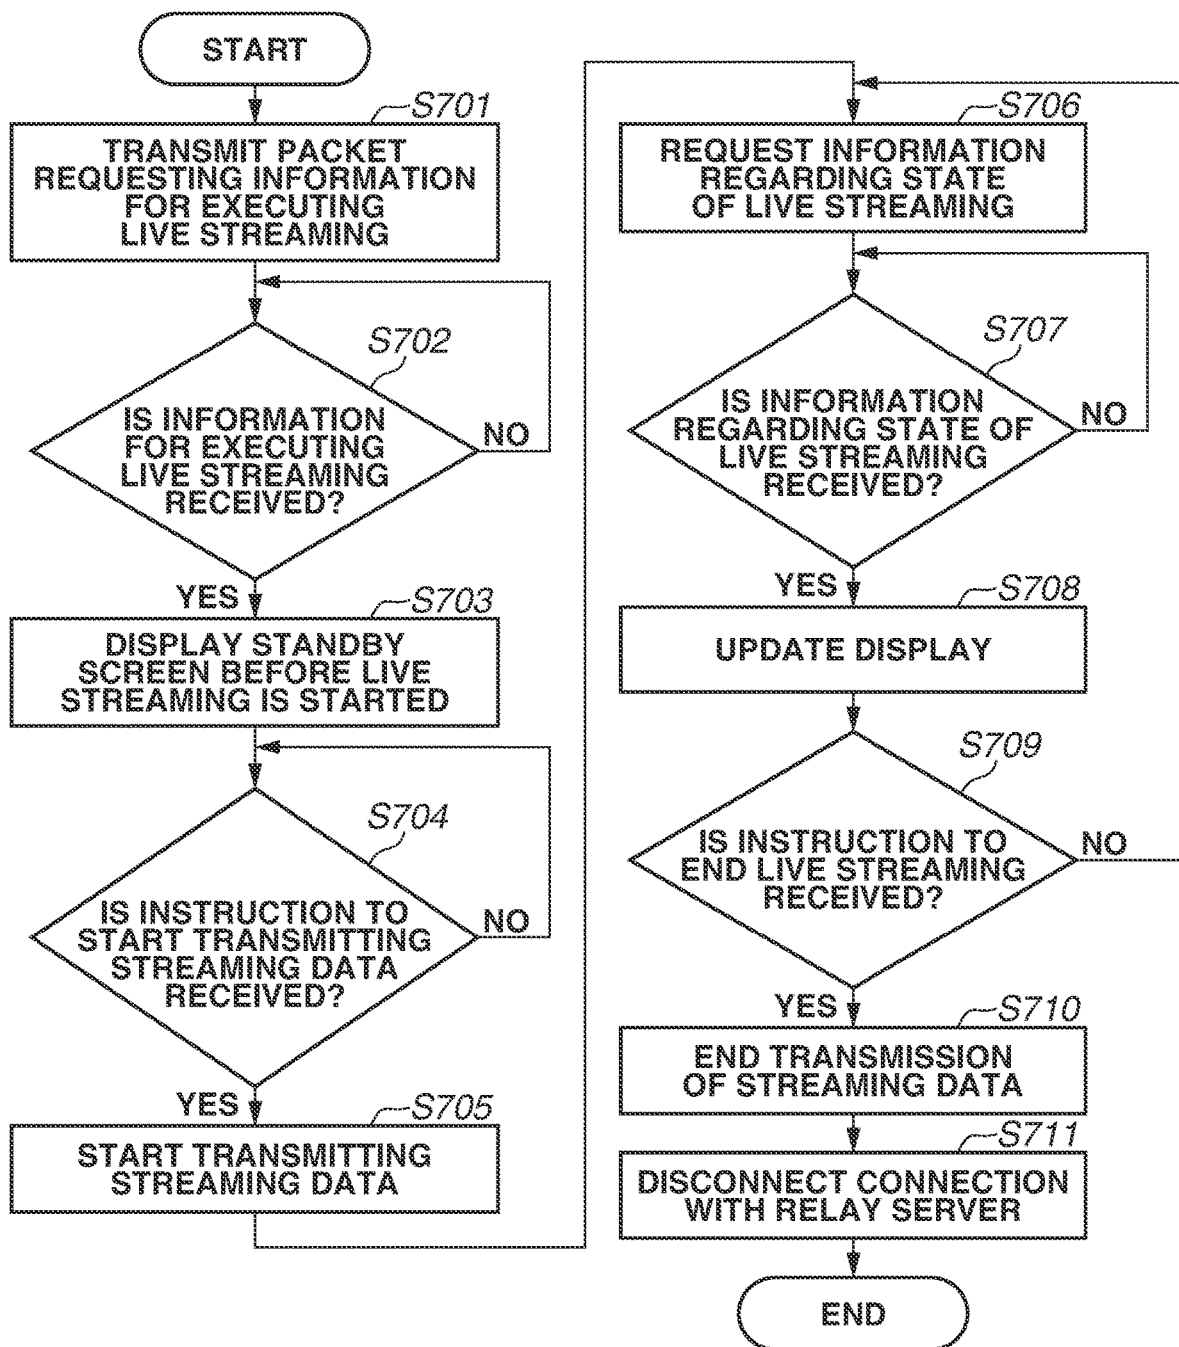 START
S701
TRANSMIT PACKET
REQUESTING INFORMATION
FOR EXECUTING
LIVE STREAMING
S702
IS INFORMATION
FOR EXECUTING
LIVE STREAMING
RECEIVED?
NO
YES
S703
DISPLAY STANDBY
SCREEN BEFORE LIVE
STREAMING IS STARTED
S704
IS INSTRUCTION TO
START TRANSMITTING
STREAMING DATA
RECEIVED?
NO
YES
S705
START TRANSMITTING
STREAMING DATA
S706
REQUEST INFORMATION
REGARDING STATE
OF LIVE STREAMING
S707
IS INFORMATION
REGARDING STATE OF
LIVE STREAMING
RECEIVED?
NO
YES
S708
UPDATE DISPLAY
S709
IS INSTRUCTION TO
END LIVE STREAMING
RECEIVED?
NO
YES
S710
END TRANSMISSION
OF STREAMING DATA
S711
DISCONNECT CONNECTION
WITH RELAY SERVER
END